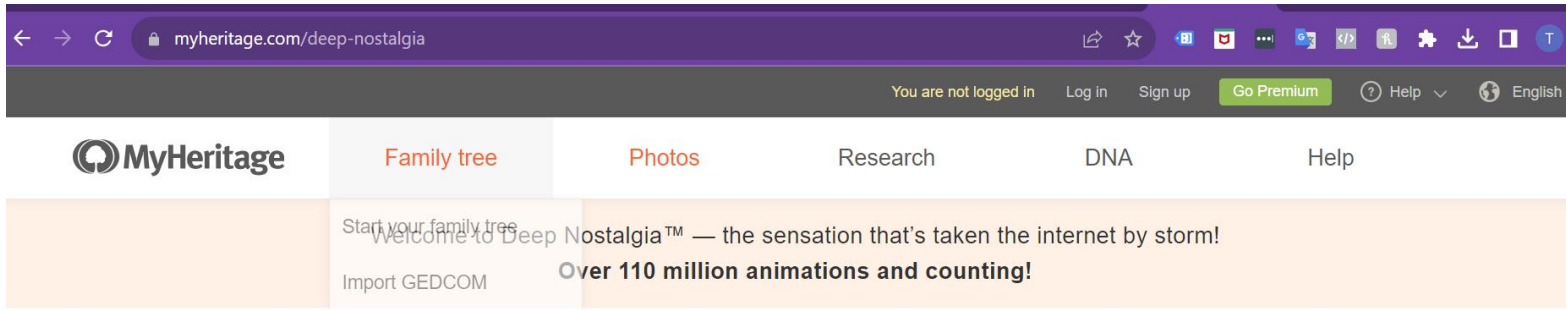 myheritage.com/deep-nostalgia
T
You are not logged in Log in Sign up Go Premium ? Help English
MyHeritage Family tree Photos Research DNA Help
Start your family tree
Welcome to Deep Nostalgia™ — the sensation that's taken the internet by storm!
Import GEDCOM
Over 110 million animations and counting!